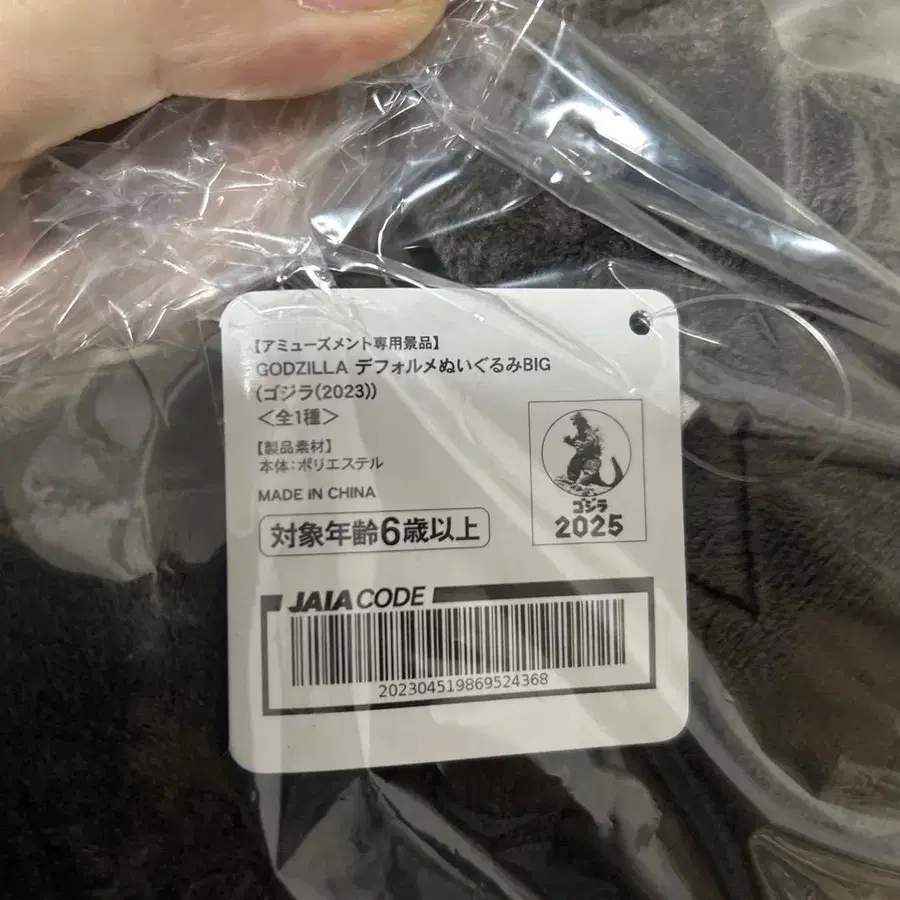 【アミューズメント専用景品】
GODZILLA デフォルメぬいぐるみBIG
(ゴジラ(2023))
＜全1種＞
【製品素材】
本体：ポリエステル
MADE IN CHINA
対象年齢6歳以上
ゴジラ
2025
JAIA CODE
202304519869524368